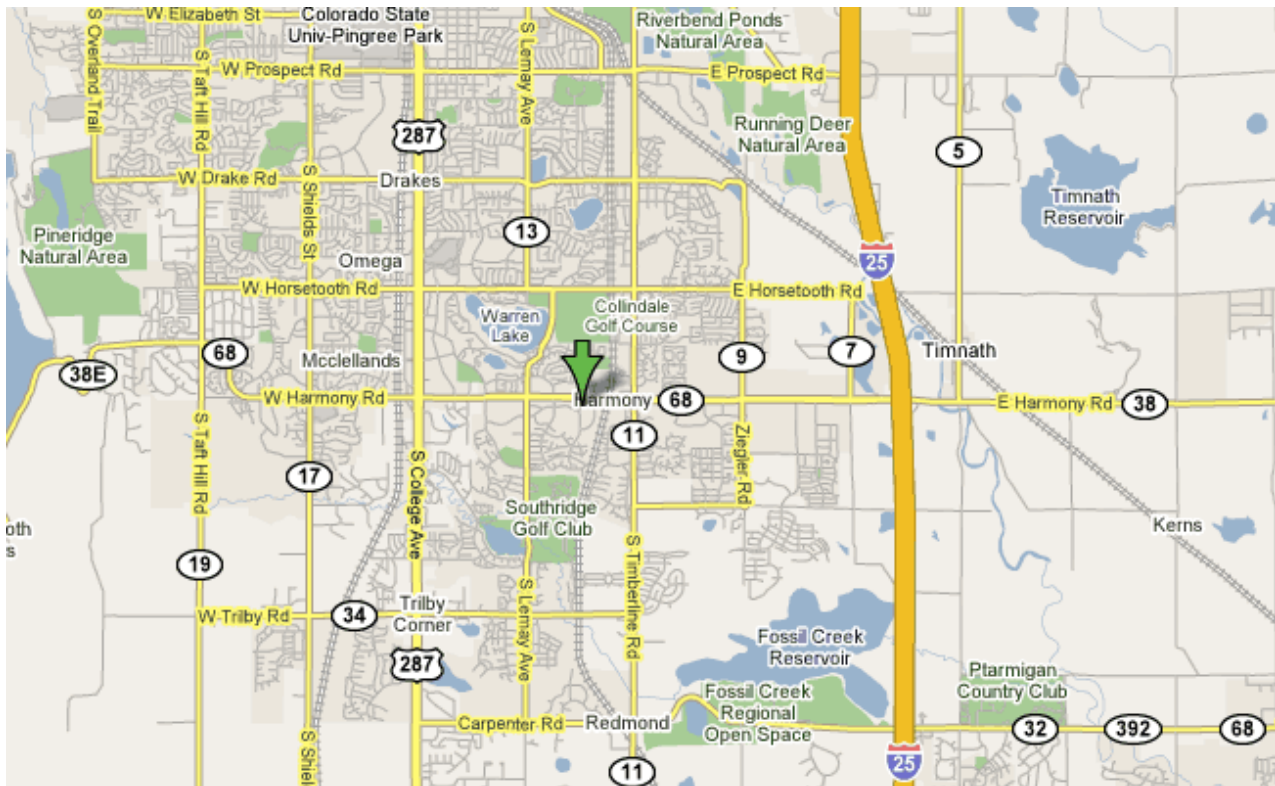 W Elizabeth St
Colorado State
Univ-Pingree Park
Riverbend Ponds
Natural Area
S Overland Trail
S Taft Hill Rd
S Lemay Ave
W Prospect Rd
E Prospect Rd
287
Running Deer
Natural Area
5
W Drake Rd
Drakes
S Shields St
Timnath
Reservoir
Pineridge
Natural Area
13
Omega
25
W Horsetooth Rd
E Horsetooth Rd
Warren
Lake
Collindale
Golf Course
68
Mcclellands
9
7
Timnath
38E
W Harmony Rd
Harmony
68
E Harmony Rd
38
11
S Taft Hill Rd
17
S College Ave
Ziegler Rd
Southridge
Golf Club
Kerns
oth
s
19
S Timberline Rd
S Lemay Ave
W Trilby Rd
34
Trilby
Corner
Fossil Creek
Reservoir
287
Ptarmigan
Country Club
Fossil Creek
Regional
Open Space
Carpenter Rd
Redmond
32
392
68
S Shiel
11
25